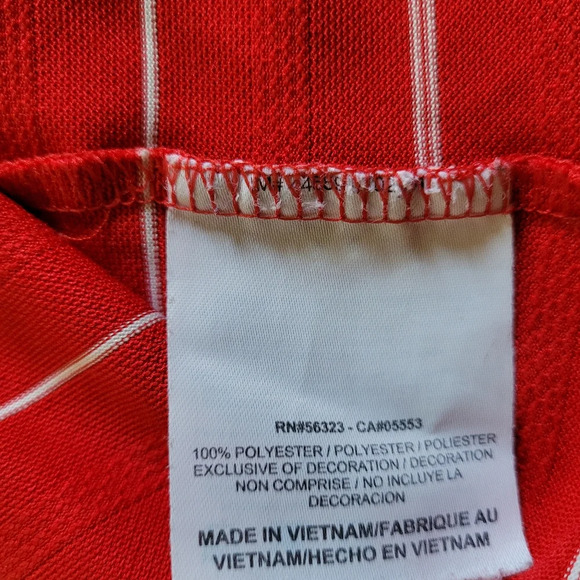 RN#56323 - CA#05553
100% POLYESTER / POLYESTER / POLIESTER
EXCLUSIVE OF DECORATION / DECORATION
NON COMPRISE / NO INCLUYE LA
DECORACION
MADE IN VIETNAM/FABRIQUE AU
VIETNAM/HECHO EN VIETNAM